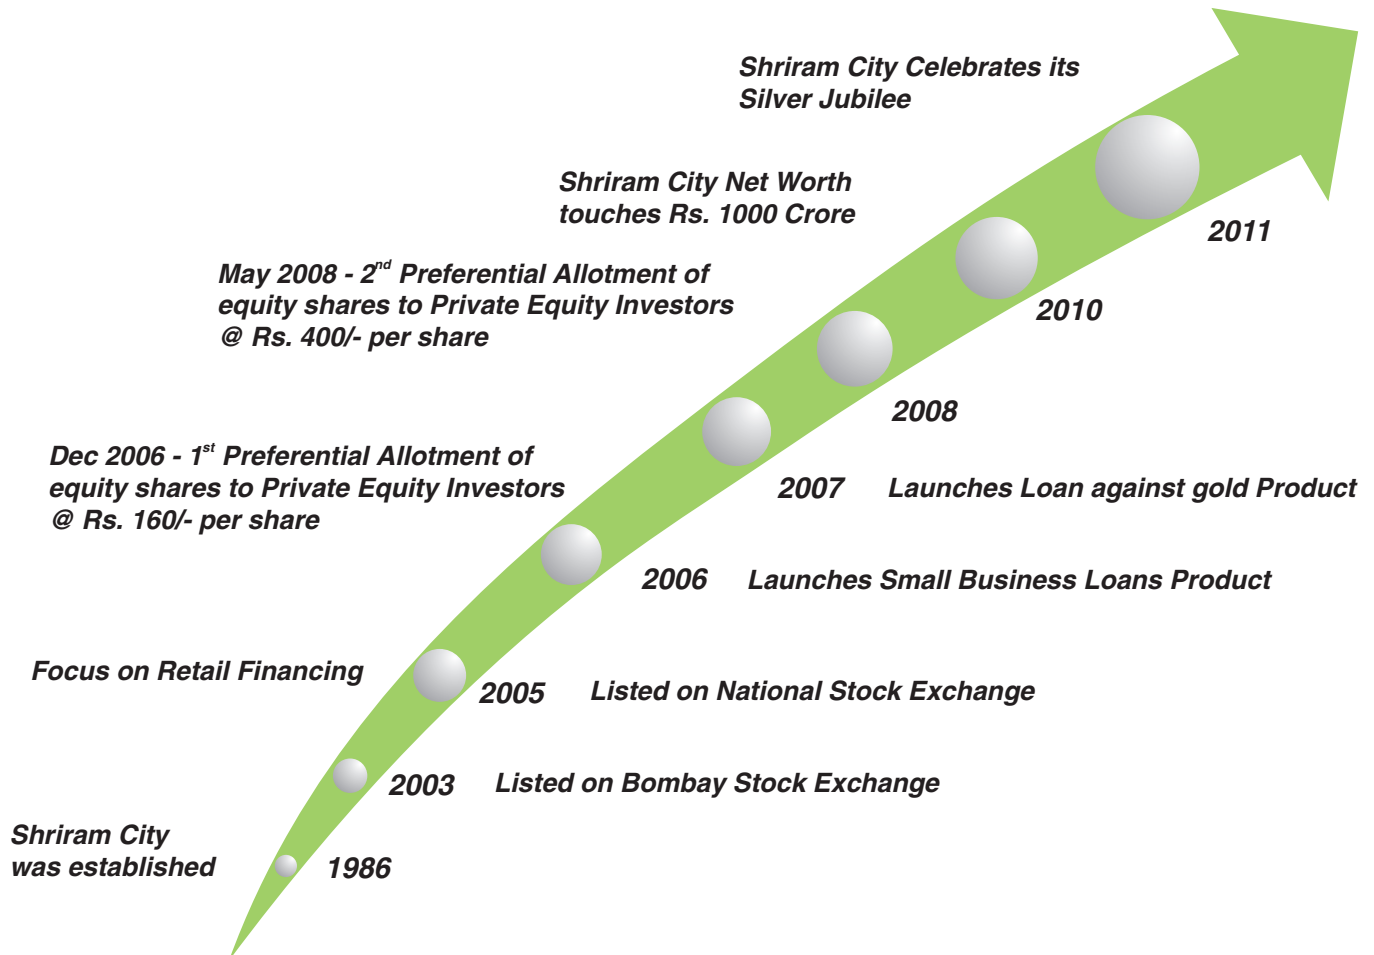 Shriram City Celebrates its
Silver Jubilee
2011
Shriram City Net Worth
touches Rs. 1000 Crore
2010
May 2008 - 2nd Preferential Allotment of
equity shares to Private Equity Investors
@ Rs. 400/- per share
2008
2007 Launches Loan against gold Product
Dec 2006 - 1st Preferential Allotment of
equity shares to Private Equity Investors
@ Rs. 160/- per share
2006 Launches Small Business Loans Product
Focus on Retail Financing
2005 Listed on National Stock Exchange
2003 Listed on Bombay Stock Exchange
Shriram City
was established
1986